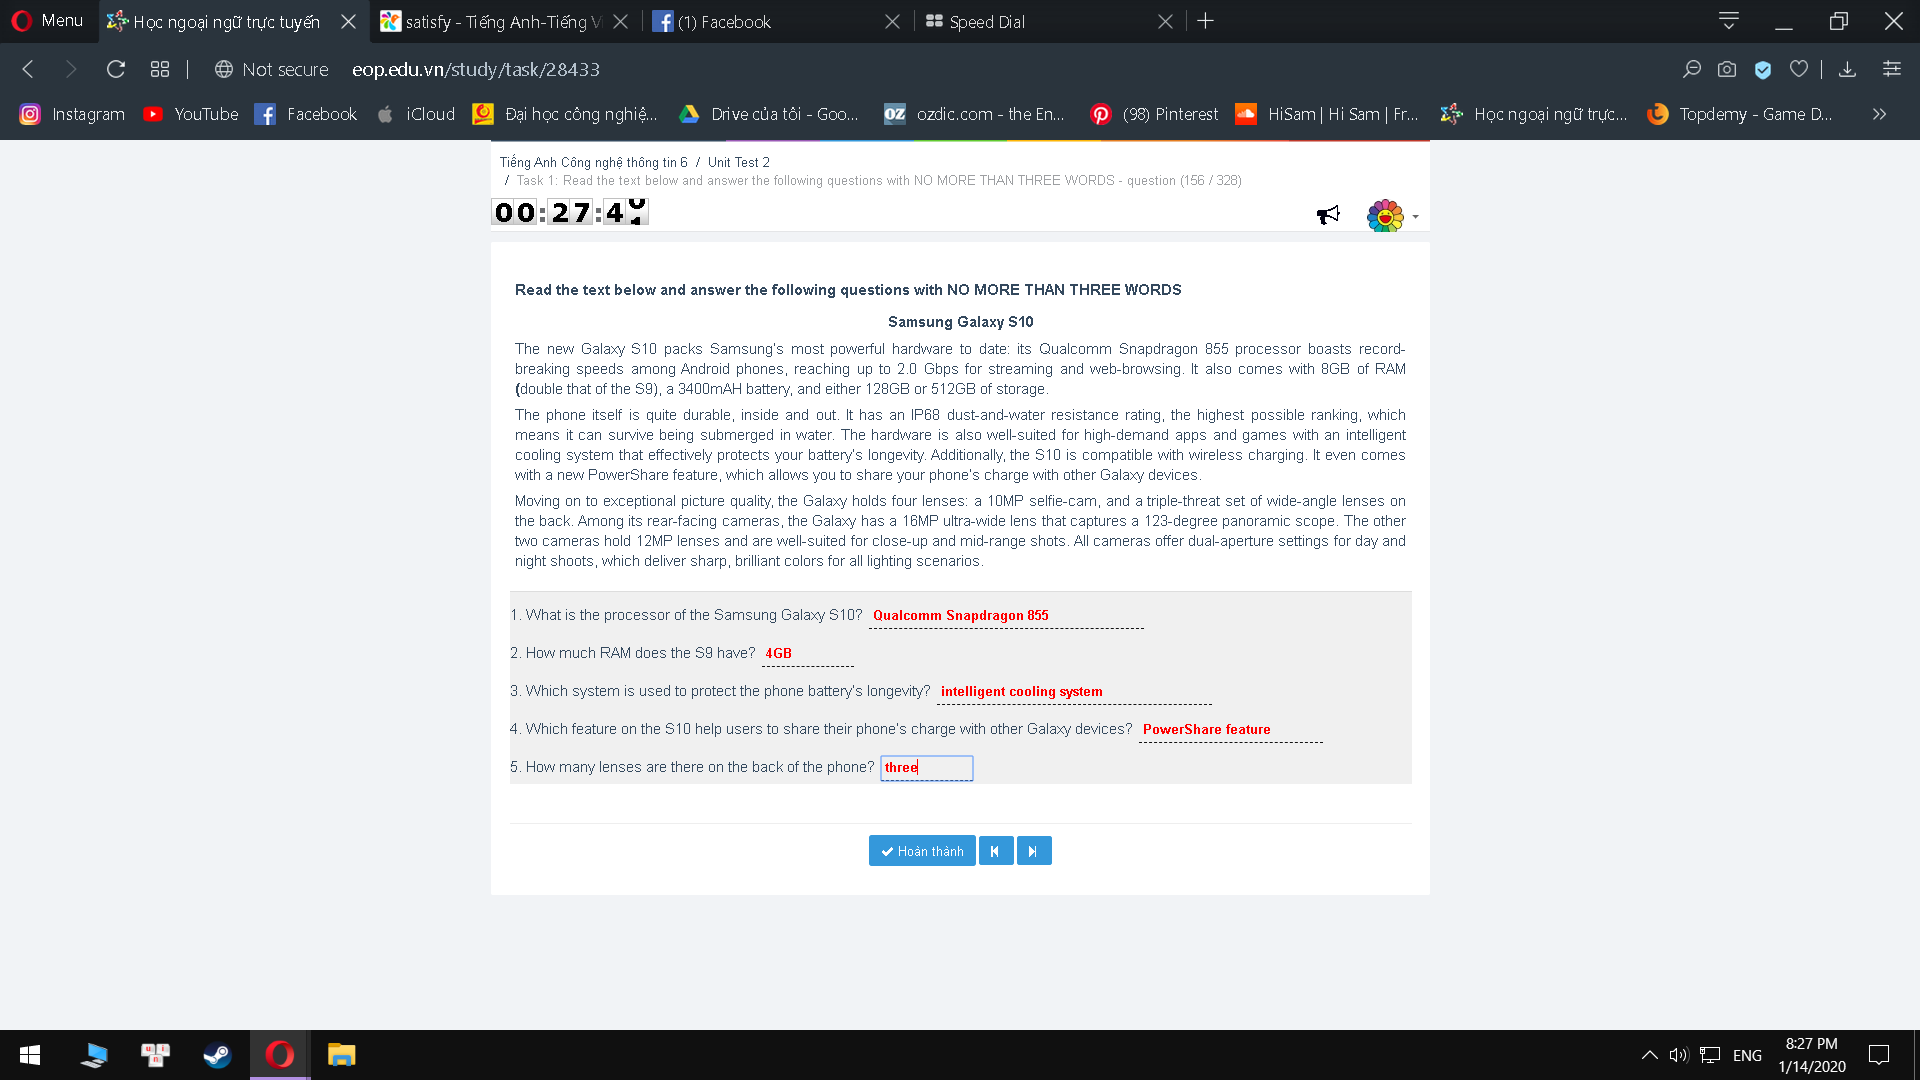 Menu
Học ngoại ngữ trực tuyến
satisfy - Tiếng Anh-Tiếng Vi
(1) Facebook
Speed Dial
Not secure
eop.edu.vn/study/task/28433
Instagram
YouTube
Facebook
iCloud
Đại học công nghiệ...
Drive của tôi - Goo...
OZ
ozdic.com - the En...
(98) Pinterest
HiSam | Hi Sam | Fr...
Học ngoại ngữ trực...
Topdemy - Game D...
Tiếng Anh Công nghệ thông tin 6 / Unit Test 2
/ Task 1: Read the text below and answer the following questions with NO MORE THAN THREE WORDS - question (156 / 328)
00:27:4
Read the text below and answer the following questions with NO MORE THAN THREE WORDS
Samsung Galaxy S10
The new Galaxy S10 packs Samsung's most powerful hardware to date: its Qualcomm Snapdragon 855 processor boasts record-
breaking speeds among Android phones, reaching up to 2.0 Gbps for streaming and web-browsing. It also comes with 8GB of RAM
(double that of the S9), a 3400mAH battery, and either 128GB or 512GB of storage.
The phone itself is quite durable, inside and out. It has an IP68 dust-and-water resistance rating, the highest possible ranking, which
means it can survive being submerged in water. The hardware is also well-suited for high-demand apps and games with an intelligent
cooling system that effectively protects your battery's longevity. Additionally, the S10 is compatible with wireless charging. It even comes
with a new PowerShare feature, which allows you to share your phone's charge with other Galaxy devices.
Moving on to exceptional picture quality, the Galaxy holds four lenses: a 10MP selfie-cam, and a triple-threat set of wide-angle lenses on
the back. Among its rear-facing cameras, the Galaxy has a 16MP ultra-wide lens that captures a 123-degree panoramic scope. The other
two cameras hold 12MP lenses and are well-suited for close-up and mid-range shots. All cameras offer dual-aperture settings for day and
night shoots, which deliver sharp, brilliant colors for all lighting scenarios.
1. What is the processor of the Samsung Galaxy S10? Qualcomm Snapdragon 855
2. How much RAM does the S9 have? 4GB
3. Which system is used to protect the phone battery's longevity? intelligent cooling system
4. Which feature on the S10 help users to share their phone's charge with other Galaxy devices? PowerShare feature
5. How many lenses are there on the back of the phone? three
Hoàn thành
ENG
8:27 PM
1/14/2020